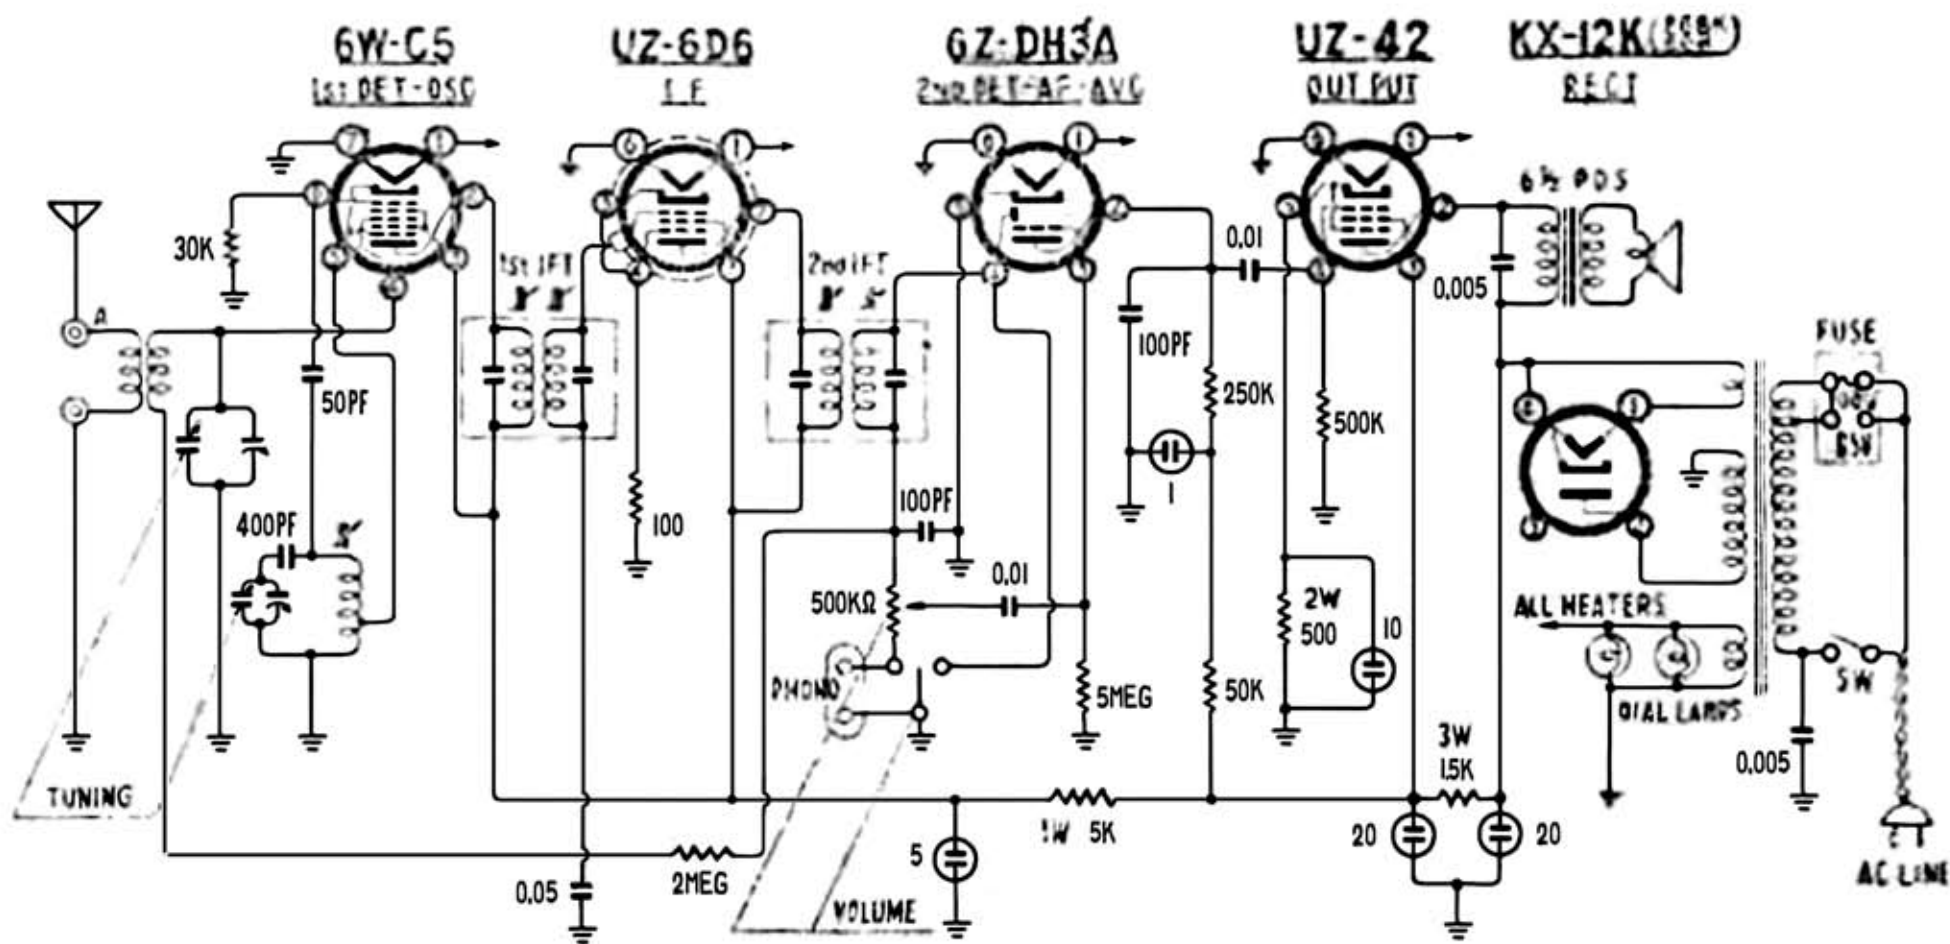 6W-C5
1st DET-OSC
UZ-6D6
I F
6Z-DH3A
2ND DET-AF-AVC
UZ-42
OUTPUT
KX-12K
RECT
A
30K
50PF
400PF
TUNING
1st IFT
100
2nd IFT
100PF
500KΩ
0.01
PHONO
5MEG
VOLUME
2MEG
0.05
5
1W 5K
0.01
100PF
250K
1
50K
500K
2W
500
10
3W
1.5K
20
20
0.005
6½ PDS
FUSE
ALL HEATERS
DIAL LAMPS
SW
0.005
AC LINE